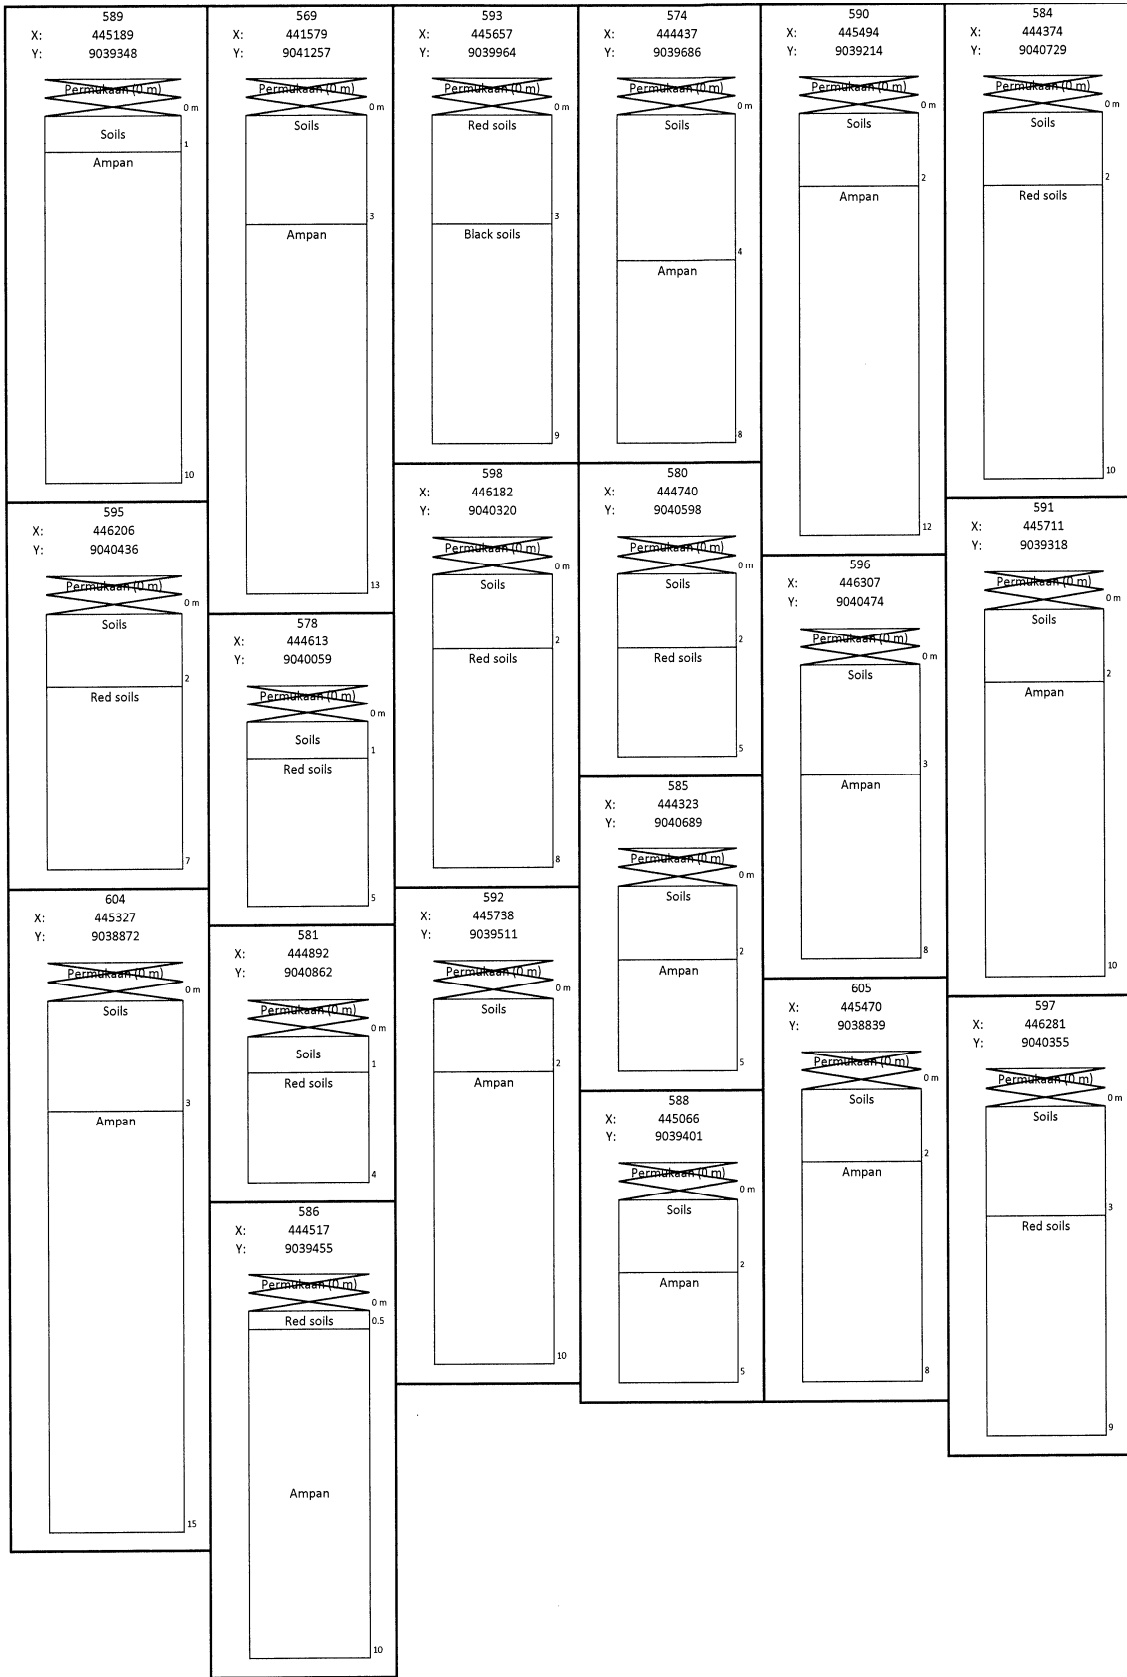 589
X: 445189
Y: 9039348
Permukaan (0 m)
0 m
Soils
1
Ampan
10
595
X: 446206
Y: 9040436
Permukaan (0 m)
0 m
Soils
2
Red soils
7
604
X: 445327
Y: 9038872
Permukaan (0 m)
0 m
Soils
3
Ampan
15
569
X: 441579
Y: 9041257
Permukaan (0 m)
0 m
Soils
3
Ampan
13
578
X: 444613
Y: 9040059
Permukaan (0 m)
0 m
Soils
1
Red soils
5
581
X: 444892
Y: 9040862
Permukaan (0 m)
0 m
Soils
1
Red soils
4
586
X: 444517
Y: 9039455
Permukaan (0 m)
0 m
Red soils
0.5
Ampan
10
593
X: 445657
Y: 9039964
Permukaan (0 m)
0 m
Red soils
3
Black soils
9
598
X: 446182
Y: 9040320
Permukaan (0 m)
0 m
Soils
2
Red soils
8
592
X: 445738
Y: 9039511
Permukaan (0 m)
0 m
Soils
2
Ampan
10
574
X: 444437
Y: 9039686
Permukaan (0 m)
0 m
Soils
4
Ampan
8
580
X: 444740
Y: 9040598
Permukaan (0 m)
0 m
Soils
2
Red soils
5
585
X: 444323
Y: 9040689
Permukaan (0 m)
0 m
Soils
2
Ampan
5
588
X: 445066
Y: 9039401
Permukaan (0 m)
0 m
Soils
2
Ampan
5
590
X: 445494
Y: 9039214
Permukaan (0 m)
0 m
Soils
2
Ampan
12
596
X: 446307
Y: 9040474
Permukaan (0 m)
0 m
Soils
3
Ampan
8
605
X: 445470
Y: 9038839
Permukaan (0 m)
0 m
Soils
2
Ampan
8
584
X: 444374
Y: 9040729
Permukaan (0 m)
0 m
Soils
2
Red soils
10
591
X: 445711
Y: 9039318
Permukaan (0 m)
0 m
Soils
2
Ampan
10
597
X: 446281
Y: 9040355
Permukaan (0 m)
0 m
Soils
3
Red soils
9